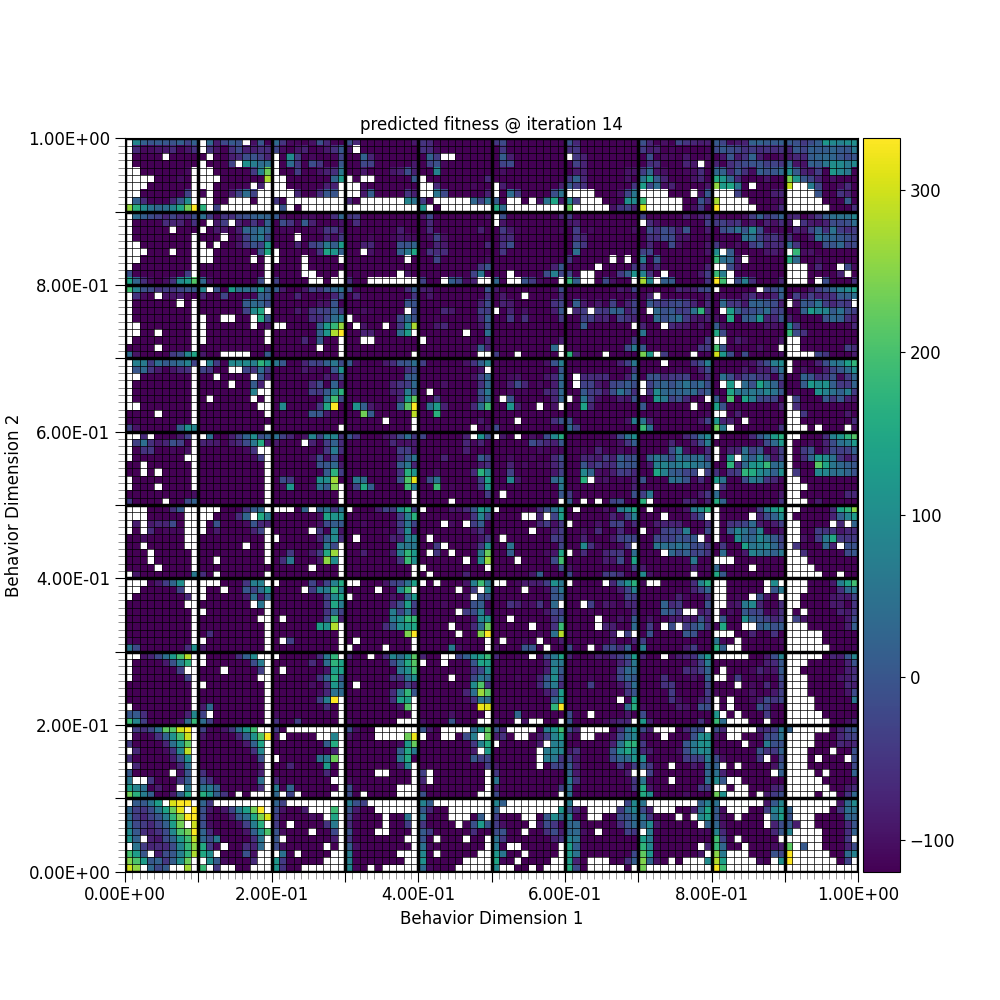 predicted fitness @ iteration 14
1.00E+00
8.00E-01
6.00E-01
4.00E-01
2.00E-01
0.00E+00
Behavior Dimension 2
0.00E+00 2.00E-01 4.00E-01 6.00E-01 8.00E-01 1.00E+00
Behavior Dimension 1
300
200
100
0
−100